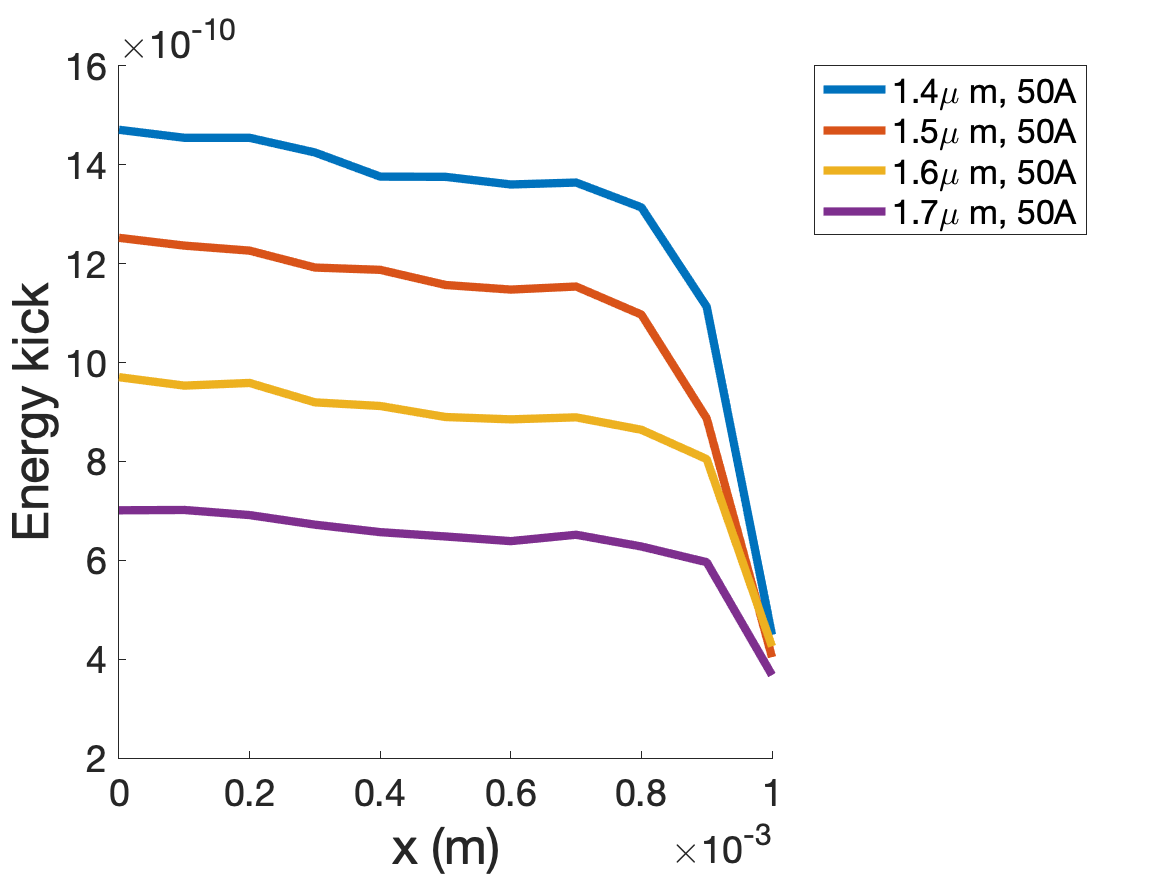 ×10-10
16
14
12
10
8
6
4
2
Energy kick
0 0.2 0.4 0.6 0.8 1
x (m)
×10-3
1.4μ m, 50A
1.5μ m, 50A
1.6μ m, 50A
1.7μ m, 50A